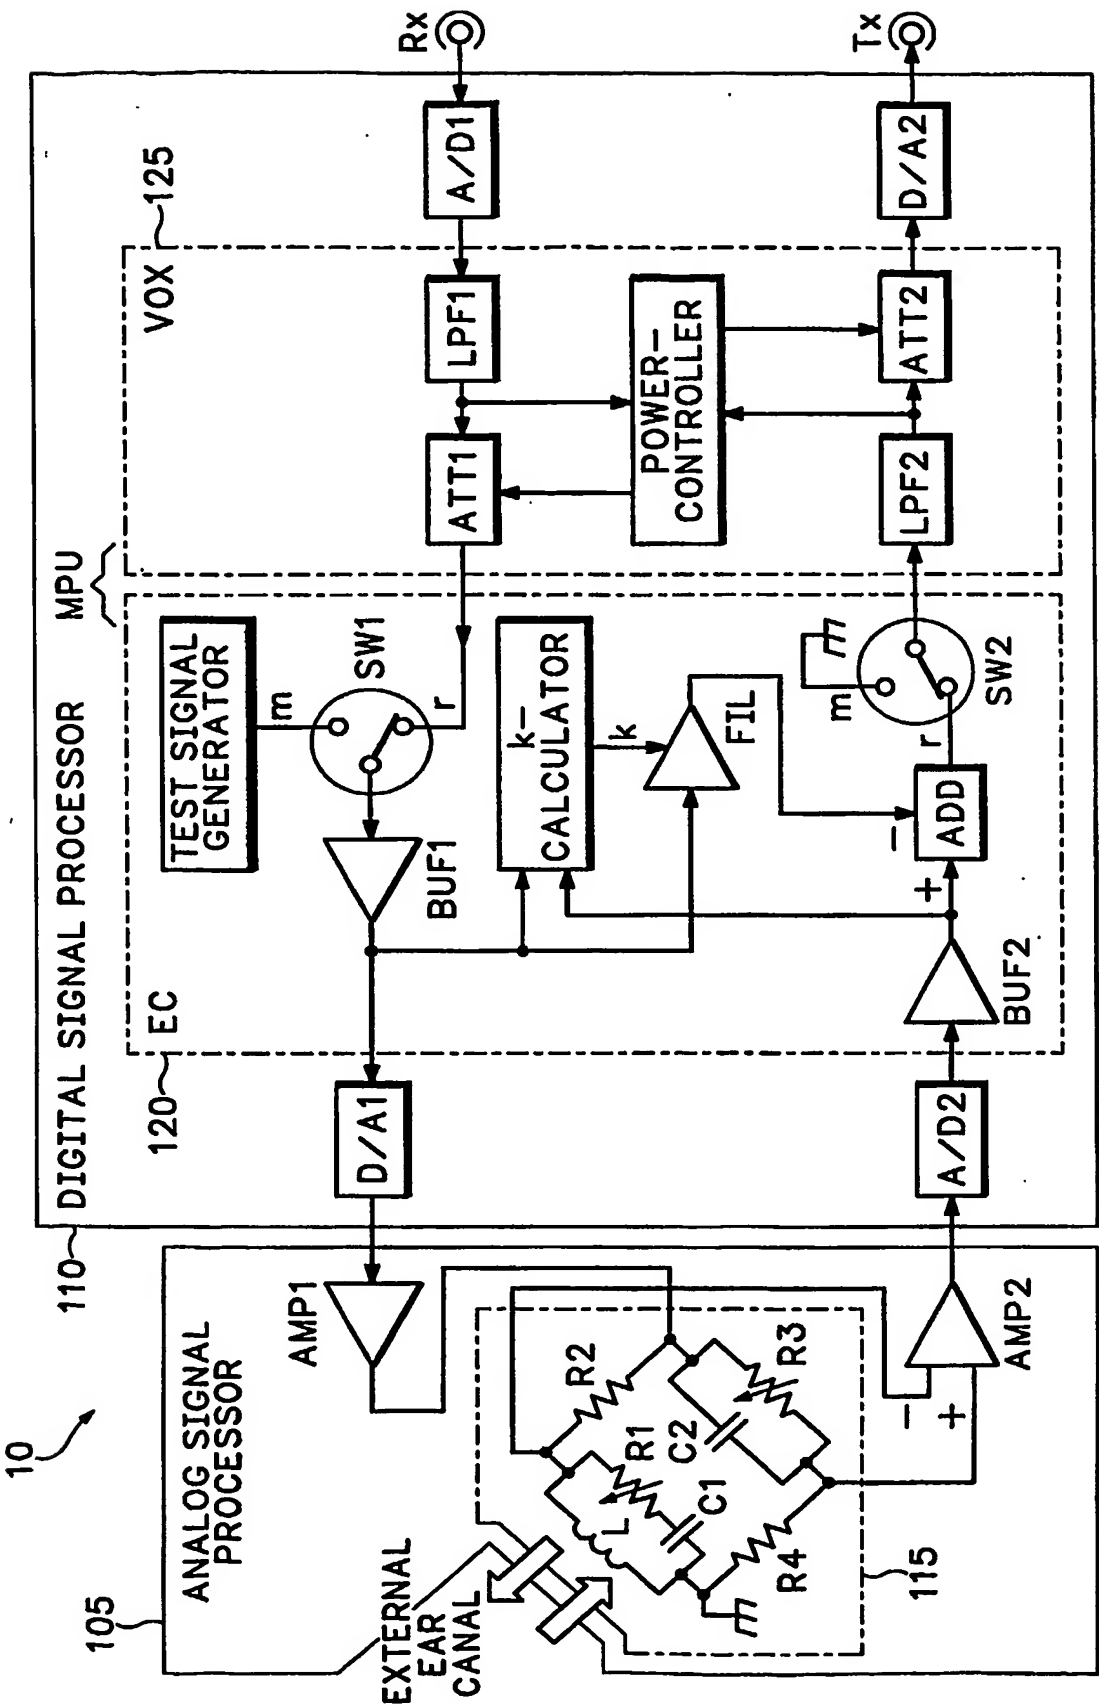 10
105
ANALOG SIGNAL
PROCESSOR
EXTERNAL
EAR
CANAL
AMP1
R2
R1
L
C1
C2
R3
R4
115
AMP2
−
+
110
DIGITAL SIGNAL PROCESSOR
MPU
120
EC
D/A1
A/D2
BUF1
BUF2
TEST SIGNAL
GENERATOR
m
SW1
r
k−
CALCULATOR
k
FIL
−
+
ADD
r
m
SW2
125
VOX
ATT1
LPF1
POWER−
CONTROLLER
LPF2
ATT2
A/D1
D/A2
Rx
Tx